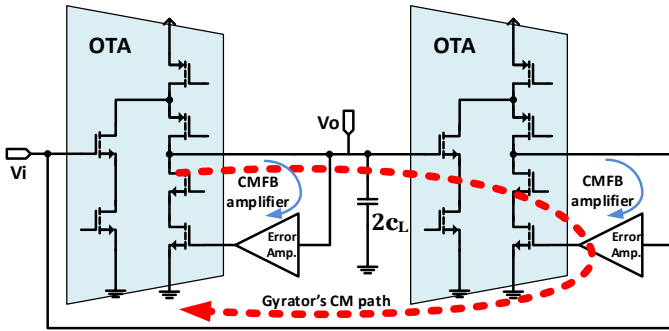 OTA
OTA
Vo
Vi
CMFB
amplifier
CMFB
amplifier
2cL
Error
Amp.
Error
Amp.
Gyrator's CM path